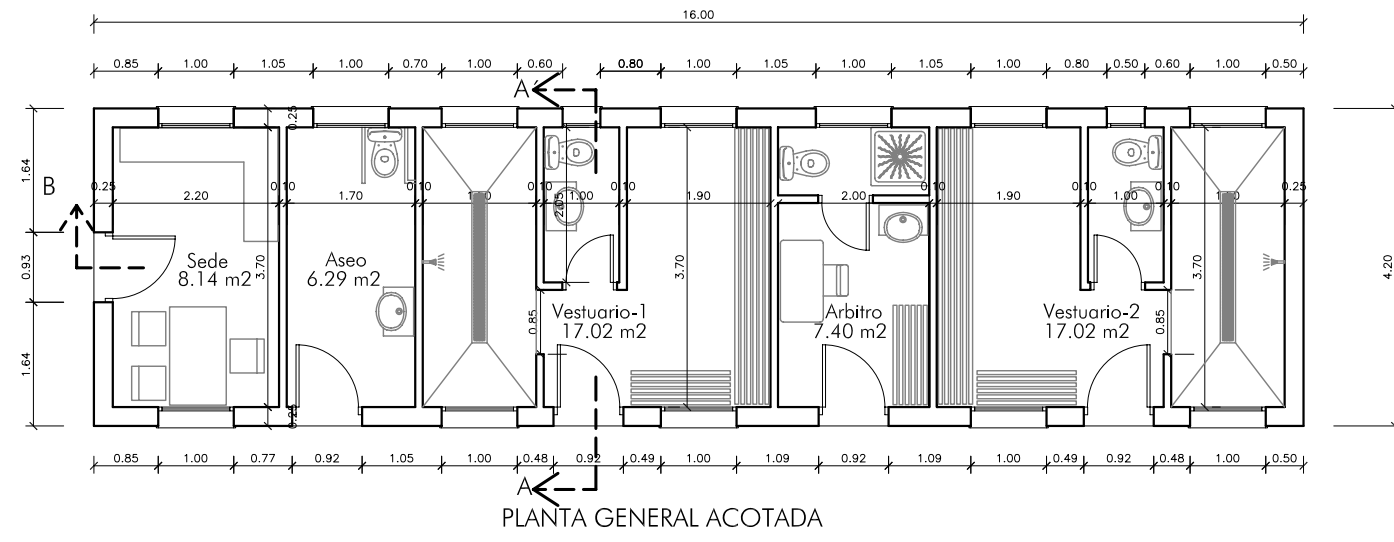 16.00
0.85 1.00 1.05 1.00 0.70 1.00 0.60 0.80 1.00 1.05 1.00 1.05 1.00 0.80 0.50 0.60 1.00 0.50
A'
0.25
1.64
B
0.25 2.20 0.10 1.70 0.10 0.10 1.00 0.10 1.90 2.00 0.10 1.90 0.10 1.00 0.10 0.25
2.05
0.93
Sede
8.14 m2
3.70
Aseo
6.29 m2
3.70
3.70
4.20
Vestuario-1
17.02 m2
0.85
Arbitro
7.40 m2
Vestuario-2
17.02 m2
0.85
1.64
0.25
0.85 1.00 0.77 0.92 1.05 1.00 0.48 0.92 0.49 1.00 1.09 0.92 1.09 1.00 0.49 0.92 0.48 1.00 0.50
A
PLANTA GENERAL ACOTADA